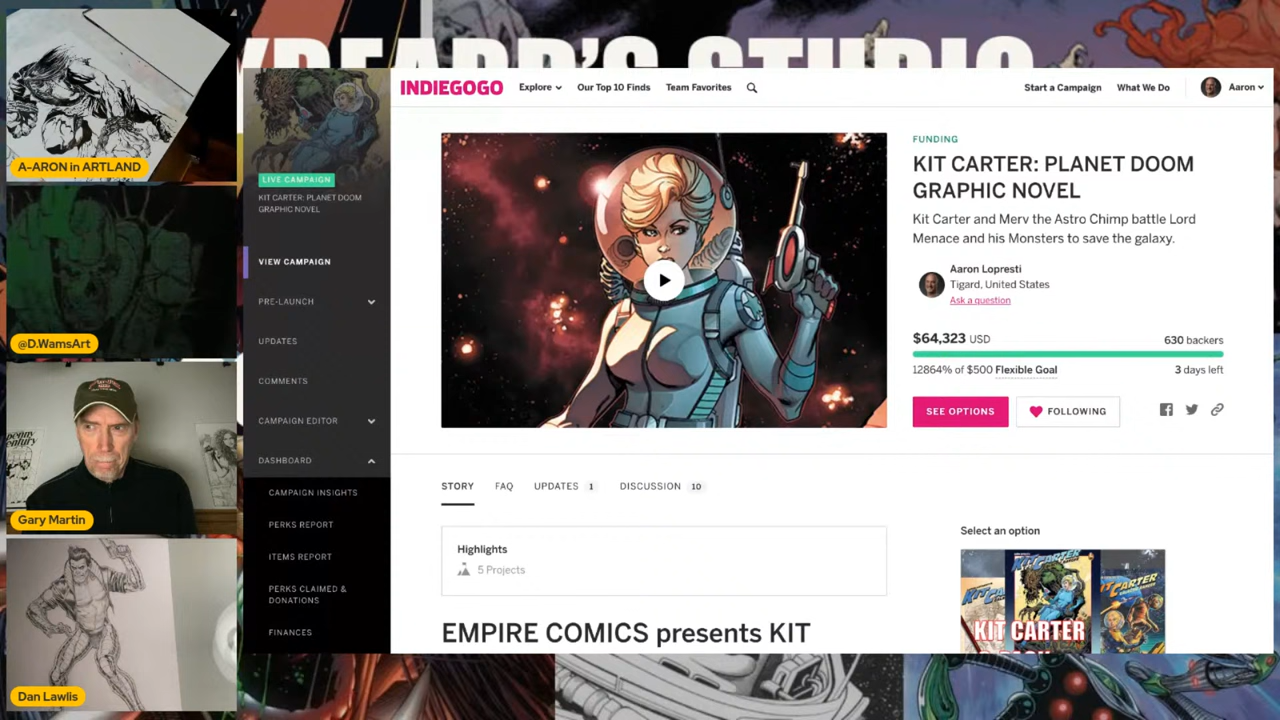 YBEARD'S STUDIO
A-ARON in ARTLAND
@D.WamsArt
Gary Martin
Dan Lawlis
LIVE CAMPAIGN
KIT CARTER: PLANET DOOM
GRAPHIC NOVEL
VIEW CAMPAIGN
PRE-LAUNCH
UPDATES
COMMENTS
CAMPAIGN EDITOR
DASHBOARD
CAMPAIGN INSIGHTS
PERKS REPORT
ITEMS REPORT
PERKS CLAIMED &
DONATIONS
FINANCES
INDIEGOGO Explore Our Top 10 Finds Team Favorites Start a Campaign What We Do Aaron
FUNDING
KIT CARTER: PLANET DOOM
GRAPHIC NOVEL
Kit Carter and Merv the Astro Chimp battle Lord
Menace and his Monsters to save the galaxy.
Aaron Lopresti
Tigard, United States
Ask a question
$64,323 USD 630 backers
12864% of $500 Flexible Goal 3 days left
SEE OPTIONS FOLLOWING
STORY FAQ UPDATES 1 DISCUSSION 10
Highlights
5 Projects
EMPIRE COMICS presents KIT
Select an option
KIT CARTER
KIT CARTER